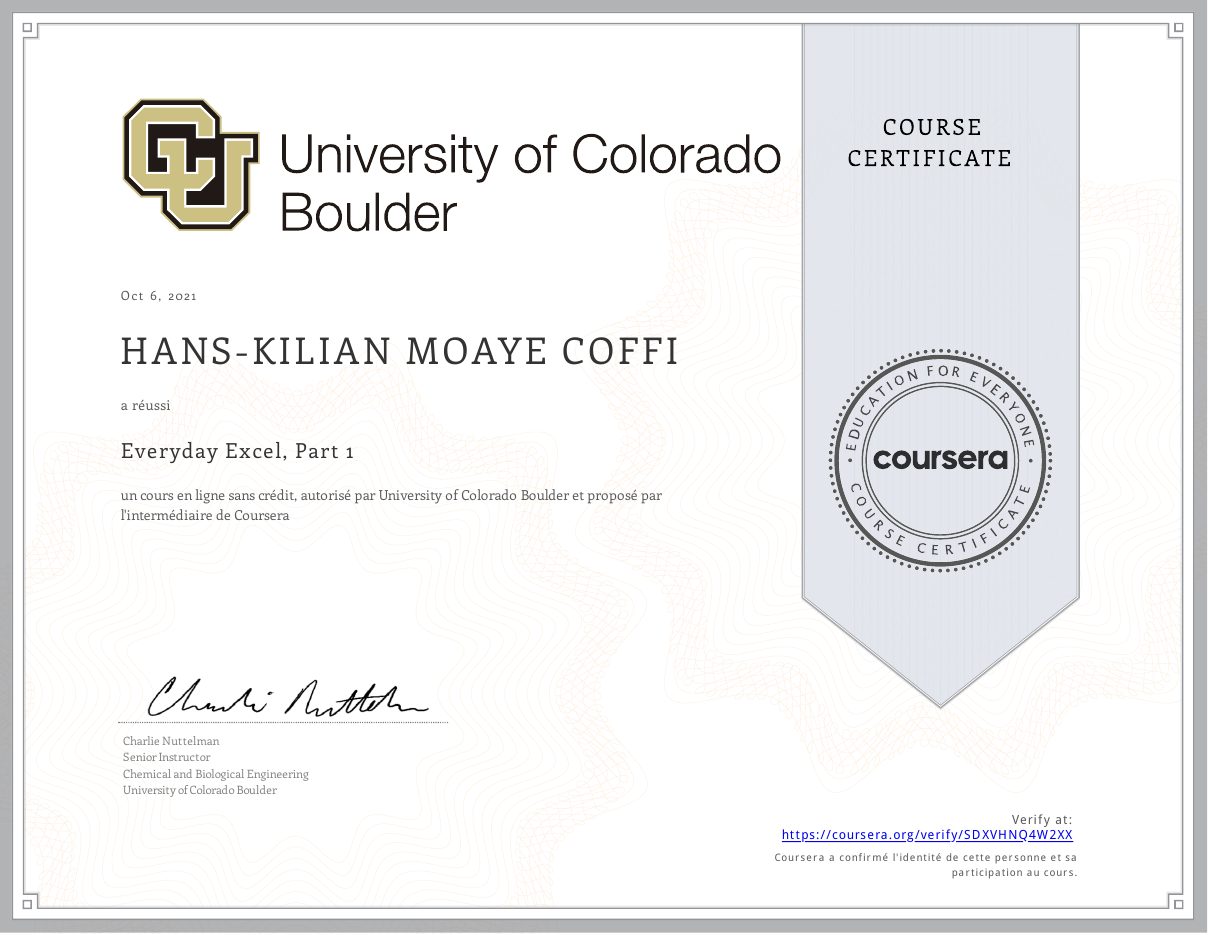 CU
University of Colorado
Boulder
COURSE
CERTIFICATE
Oct 6, 2021
HANS-KILIAN MOAYE COFFI
a réussi
Everyday Excel, Part 1
un cours en ligne sans crédit, autorisé par University of Colorado Boulder et proposé par
l'intermédiaire de Coursera
EDUCATION FOR EVERYONE
coursera
COURSE CERTIFICATE
Charlie Nuttelman
Charlie Nuttelman
Senior Instructor
Chemical and Biological Engineering
University of Colorado Boulder
Verify at:
https://coursera.org/verify/SDXVHNQ4W2XX
Coursera a confirmé l'identité de cette personne et sa
participation au cours.